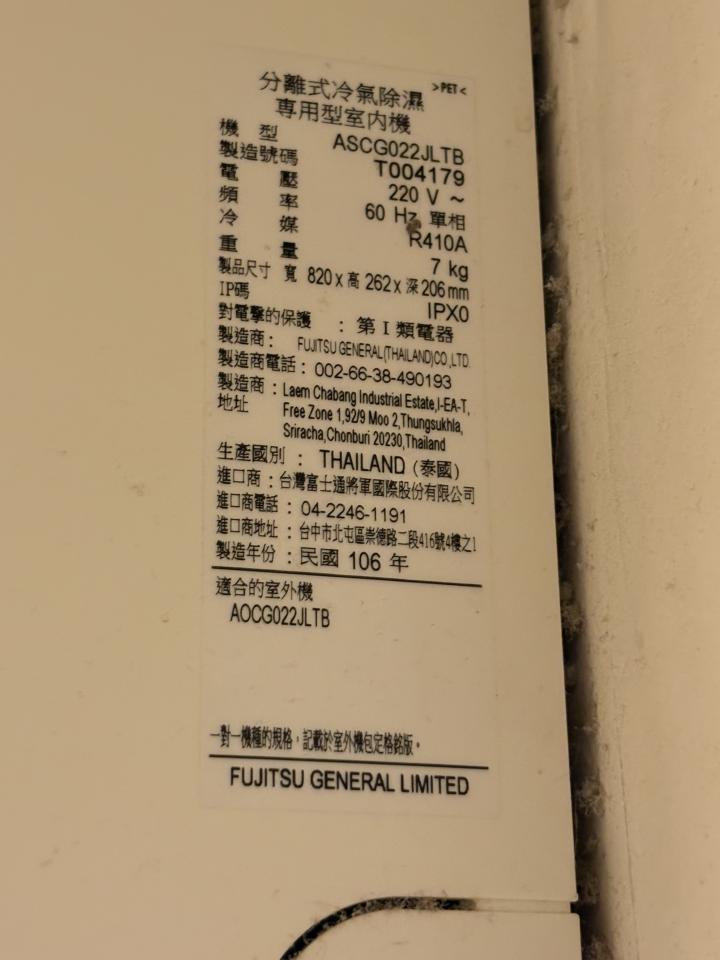 分離式冷氣除濕 >PET<
專用型室內機
機型 ASCG022JLTB
製造號碼 T004179
電壓 220 V ~
頻率 60 Hz 單相
冷媒 R410A
重量 7 kg
製品尺寸 寬 820 x 高 262 x 深 206 mm
IP碼 IPX0
對電擊的保護 : 第 I 類電器
製造商: FUJITSU GENERAL(THAILAND)CO.,LTD.
製造商電話: 002-66-38-490193
製造商: Laem Chabang Industrial Estate,I-EA-T,
地址 Free Zone 1,92/9 Moo 2,Thungsukhla,
Sriracha,Chonburi 20230,Thailand
生產國別 : THAILAND (泰國)
進口商:台灣富士通將軍國際股份有限公司
進口商電話 : 04-2246-1191
進口商地址 : 台中市北屯區崇德路二段416號4樓之1
製造年份 : 民國 106 年
適合的室外機
AOCG022JLTB
一對一機種的規格,記載於室外機包定格銘版。
FUJITSU GENERAL LIMITED